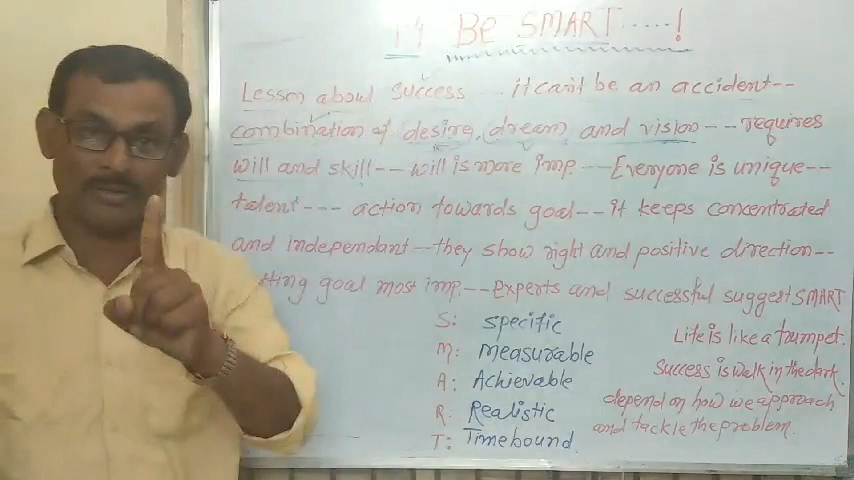 1.4 BE SMART.....!
Lesson about success ... it can't be an accident--
combination of desire, dream and vision -- requires
will and skill -- will is more imp. --- Everyone is unique--
talent --- action towards goal -- it keeps concentrated
and independant -- they show right and positive direction --
goal most imp. -- experts and successful suggest SMART
S: specific
M: Measurable
A: Achievable
R: Realistic
T: Timebound.
Life is like a trumpet.
Success is walk in the dark.
depend on how we approach
and tackle the problem.